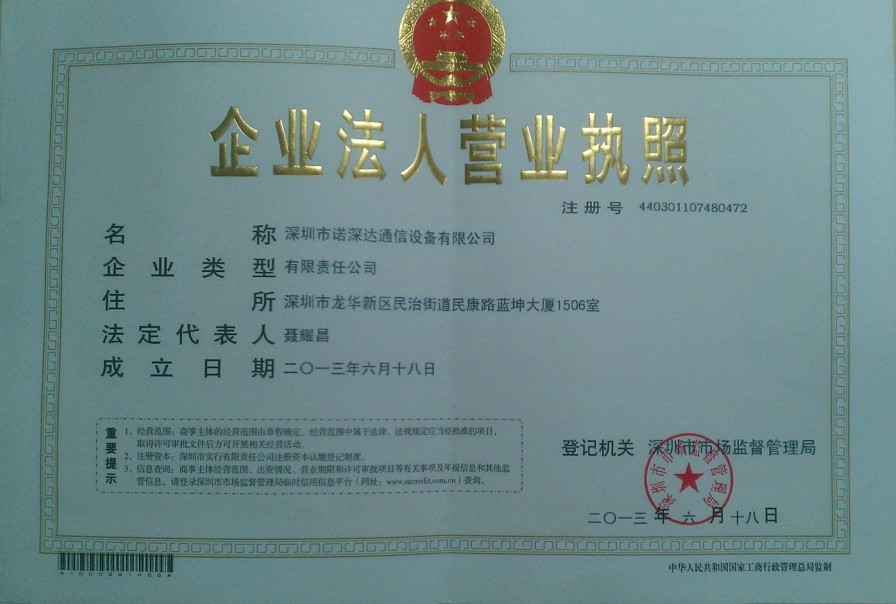 企业法人营业执照
注册号 440301107480472
名称 深圳市诺深达通信设备有限公司
企业类型 有限责任公司
住所 深圳市龙华新区民治街道民康路蓝坤大厦1506室
法定代表人 聂耀昌
成立日期 二〇一三年六月十八日
重要提示
1、经营范围：商事主体的经营范围由章程确定。经营范围中属于法律、法规规定应当经批准的项目，
取得许可审批文件后方可开展相关经营活动。
2、注册资本：深圳市实行有限责任公司注册资本认缴登记制度。
3、信息查询：商事主体经营范围、出资情况、营业期限和许可审批项目等有关事项及年报信息和其他监
管信息，请登录深圳市市场监督管理局临时信用信息平台（网址：www.szcredit.com.cn）查询。
登记机关 深圳市市场监督管理局
深圳市市场监督管理局
二〇一三年六月十八日
中华人民共和国国家工商行政管理总局监制